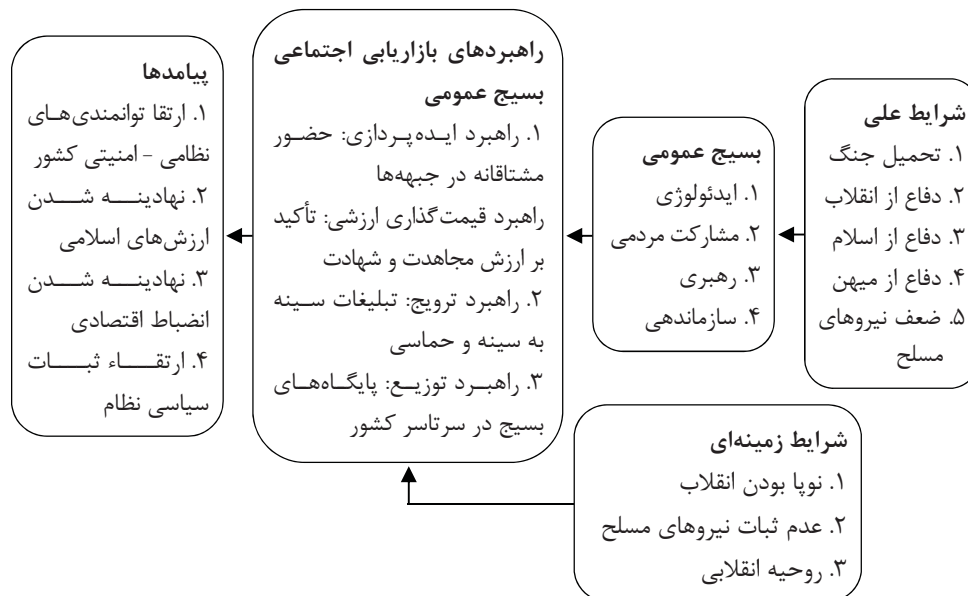 شرایط علی
۱. تحمیل جنگ
۲. دفاع از انقلاب
۳. دفاع از اسلام
۴. دفاع از میهن
۵. ضعف نیروهای
مسلح
بسیج عمومی
۱. ایدئولوژی
۲. مشارکت مردمی
۳. رهبری
۴. سازماندهی
راهبردهای بازاریابی اجتماعی
بسیج عمومی
۱. راهبرد ایده‌پردازی: حضور
مشتاقانه در جبهه‌ها
راهبرد قیمت‌گذاری ارزشی: تأکید
بر ارزش مجاهدت و شهادت
۲. راهبرد ترویج: تبلیغات سینه
به سینه و حماسی
۳. راهبرد توزیع: پایگاه‌های
بسیج در سرتاسر کشور
پیامدها
۱. ارتقا توانمندی‌های
نظامی - امنیتی کشور
۲. نهادینه شدن
ارزش‌های اسلامی
۳. نهادینه شدن
انضباط اقتصادی
۴. ارتقاء ثبات
سیاسی نظام
شرایط زمینه‌ای
۱. نوپا بودن انقلاب
۲. عدم ثبات نیروهای مسلح
۳. روحیه انقلابی